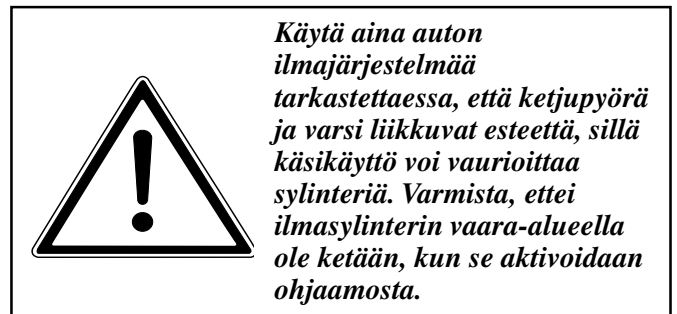 Käytä aina auton
ilmajärjestelmää
tarkastettaessa, että ketjupyörä
ja varsi liikkuvat esteettä, sillä
käsikäyttö voi vaurioittaa
sylinteriä. Varmista, ettei
ilmasylinterin vaara-alueella
ole ketään, kun se aktivoidaan
ohjaamosta.